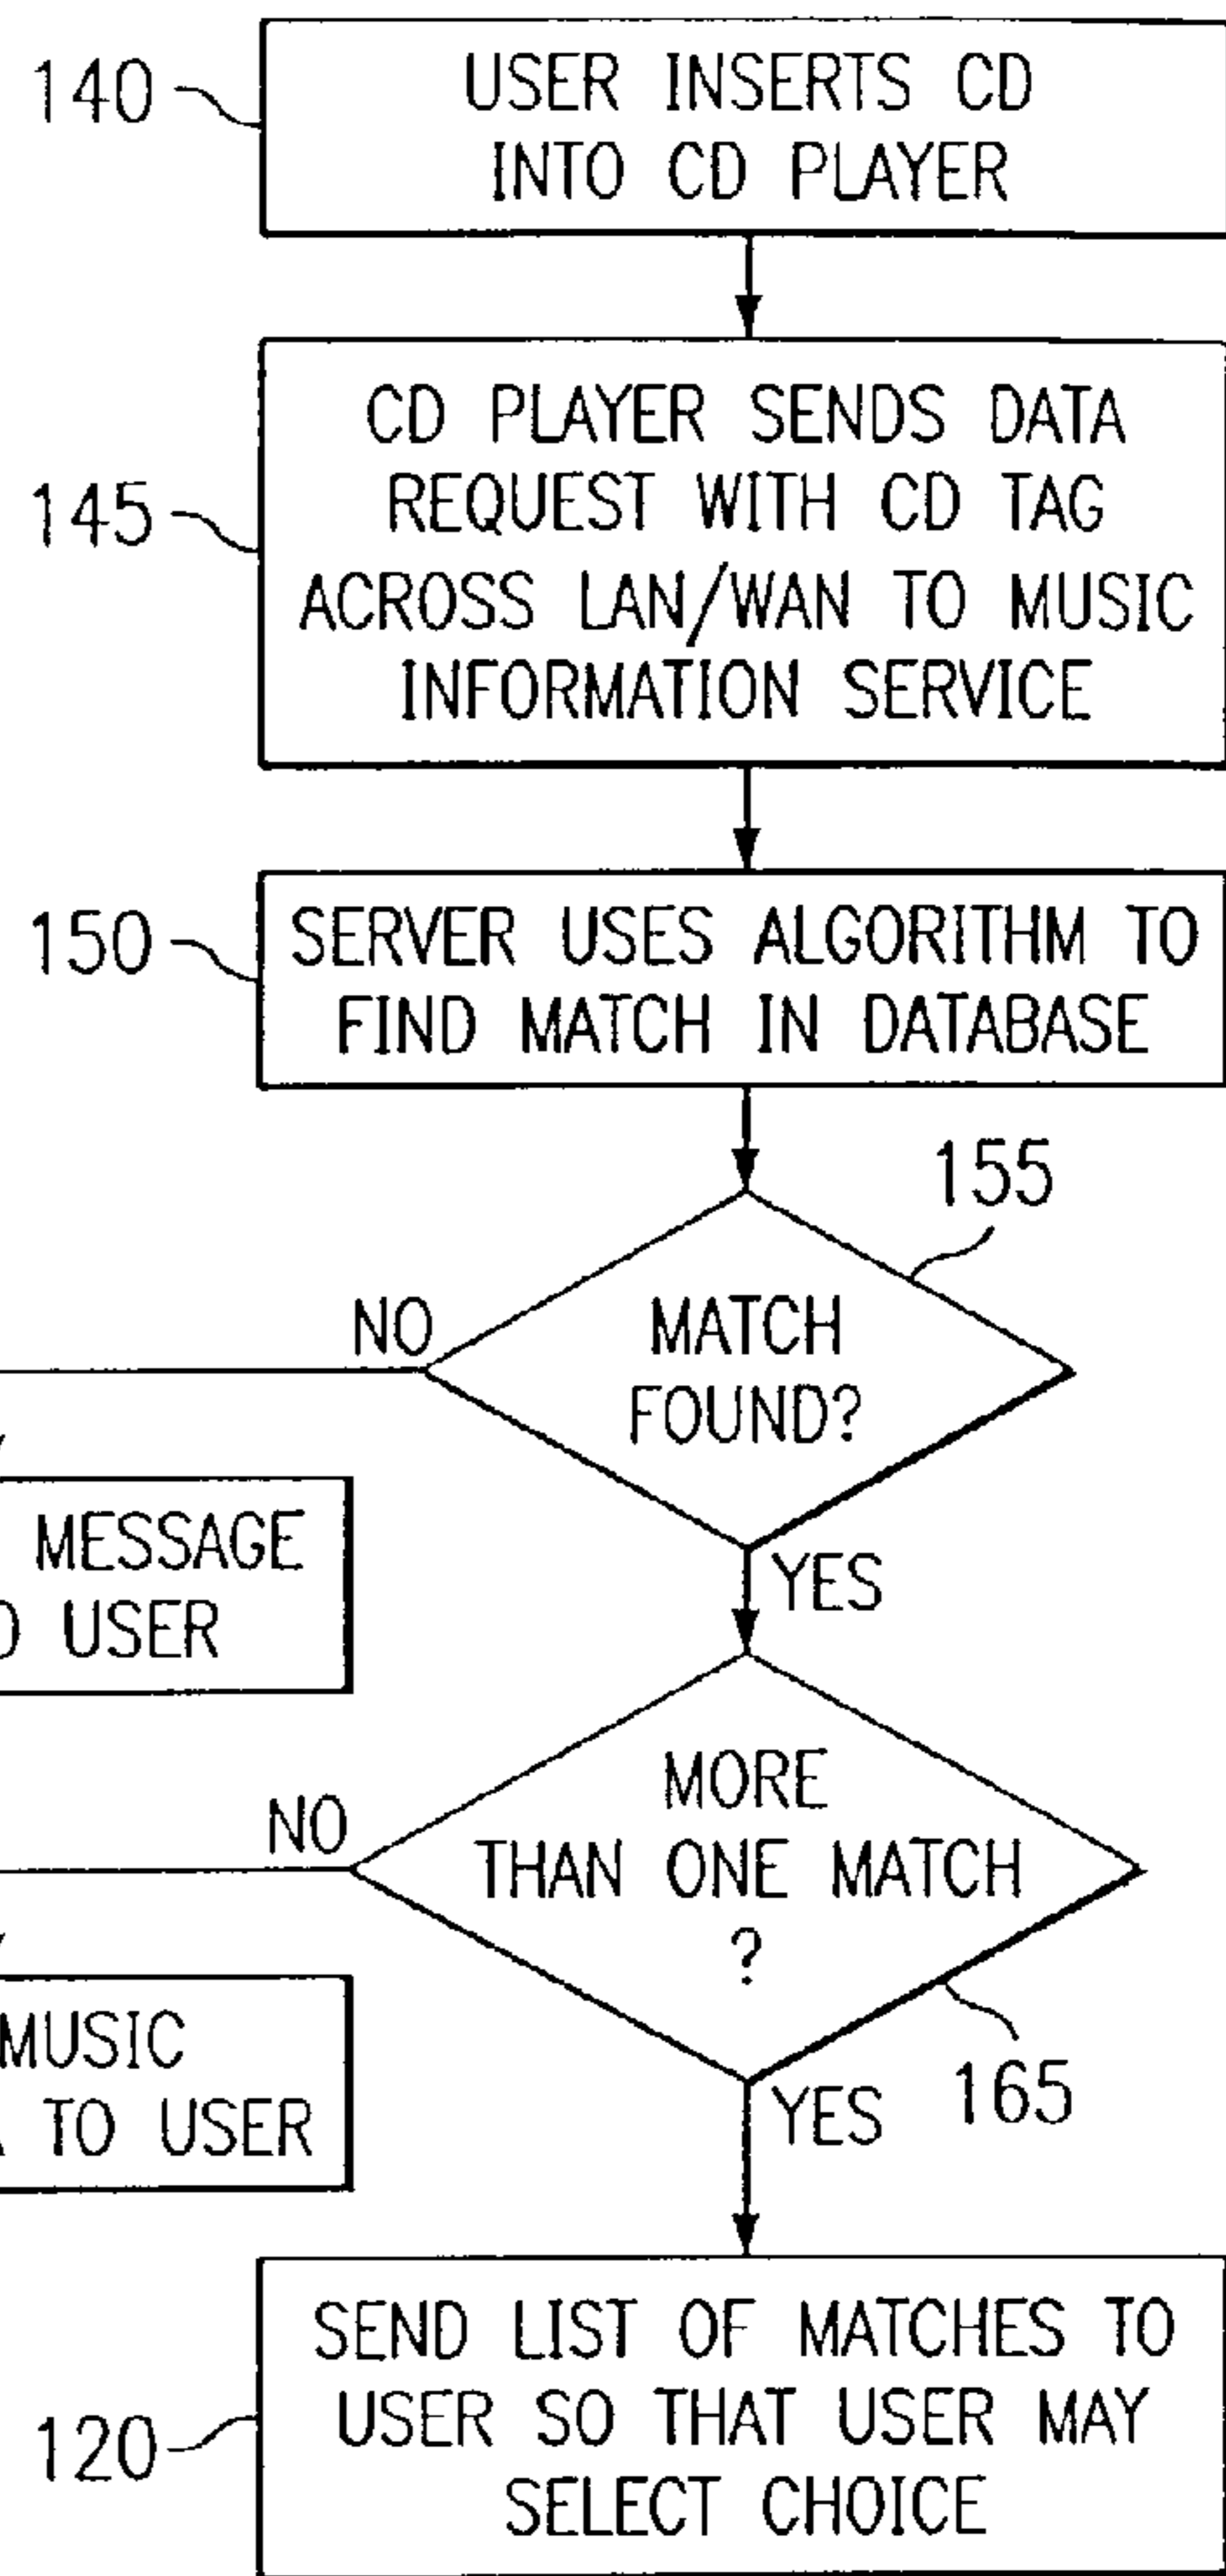 140
USER INSERTS CD
INTO CD PLAYER
145
CD PLAYER SENDS DATA
REQUEST WITH CD TAG
ACROSS LAN/WAN TO MUSIC
INFORMATION SERVICE
150
SERVER USES ALGORITHM TO
FIND MATCH IN DATABASE
155
NO
MATCH
FOUND?
MESSAGE
USER
YES
NO
MORE
THAN ONE MATCH
?
MUSIC
TO USER
165
YES
120
SEND LIST OF MATCHES TO
USER SO THAT USER MAY
SELECT CHOICE